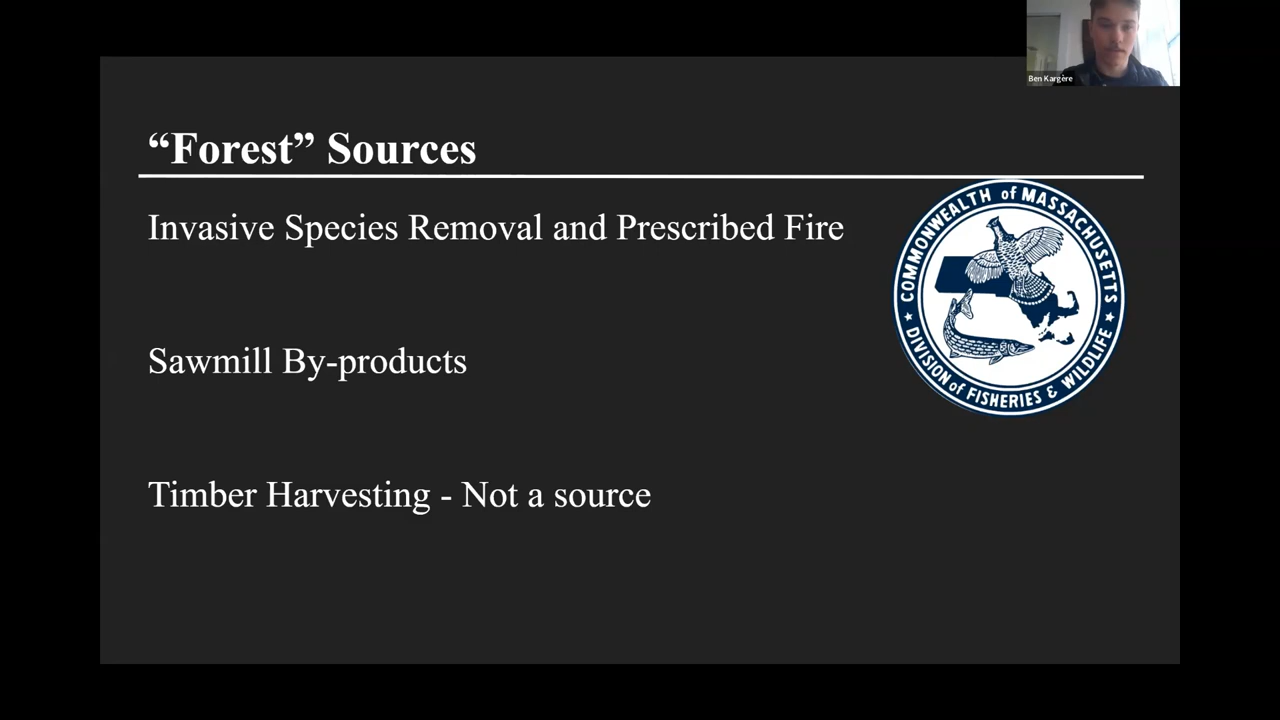 Ben Kargère
“Forest” Sources
Invasive Species Removal and Prescribed Fire
COMMONWEALTH of MASSACHUSETTS
DIVISION of FISHERIES & WILDLIFE
Sawmill By-products
Timber Harvesting - Not a source